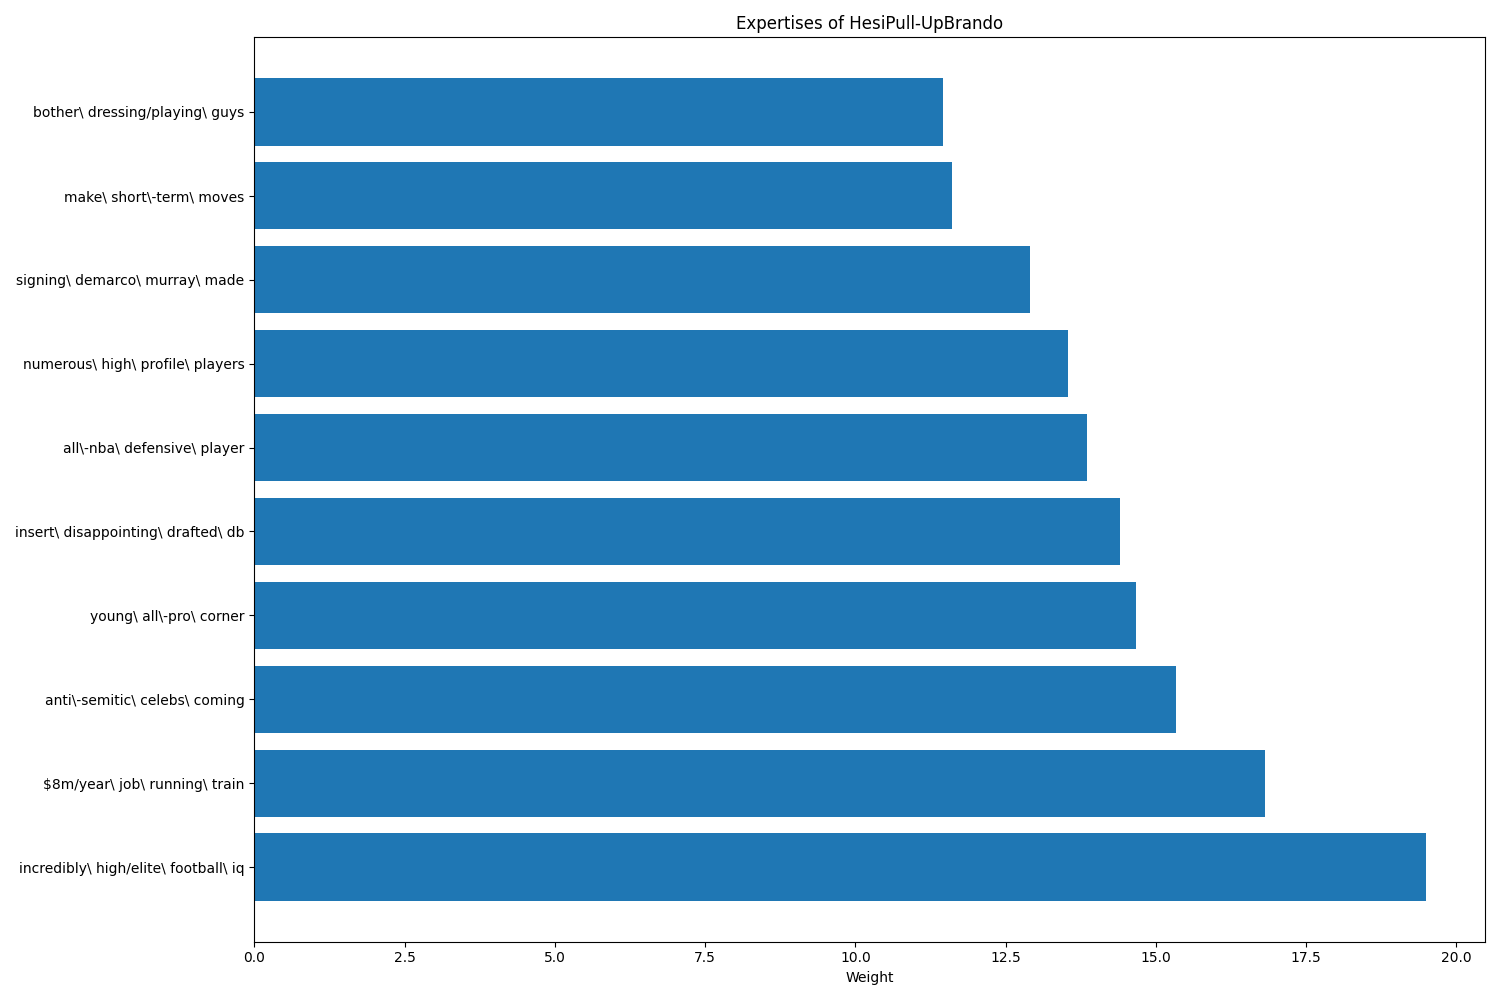 Expertises of HesiPull-UpBrando
bother\ dressing/playing\ guys
make\ short\-term\ moves
signing\ demarco\ murray\ made
numerous\ high\ profile\ players
all\-nba\ defensive\ player
insert\ disappointing\ drafted\ db
young\ all\-pro\ corner
anti\-semitic\ celebs\ coming
$8m/year\ job\ running\ train
incredibly\ high/elite\ football\ iq
0.0 2.5 5.0 7.5 10.0 12.5 15.0 17.5 20.0
Weight